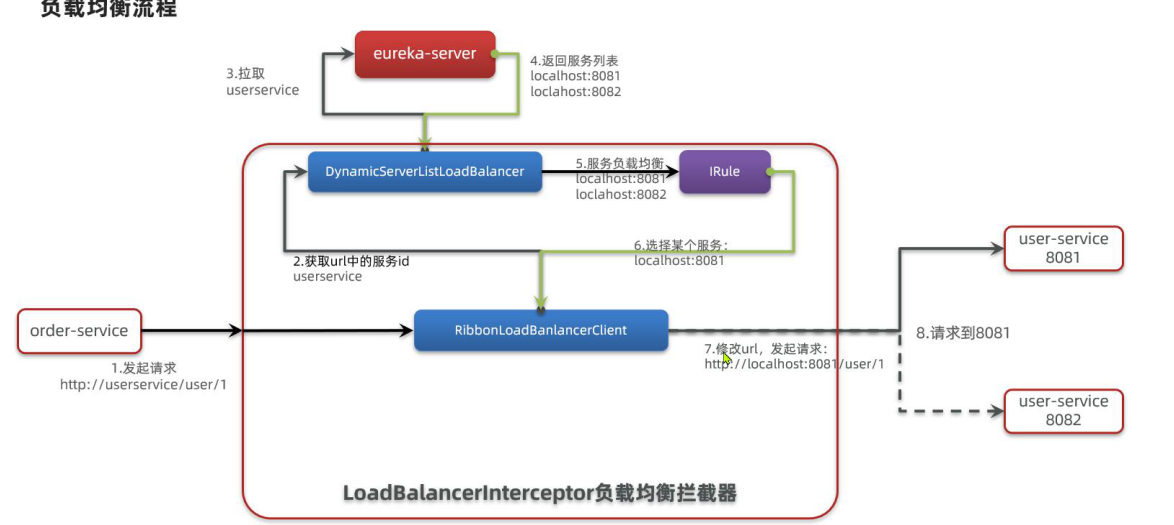 负载均衡流程
eureka-server
3.拉取
userservice
4.返回服务列表
localhost:8081
loclahost:8082
DynamicServerListLoadBalancer
5.服务负载均衡
localhost:8081
loclahost:8082
IRule
2.获取url中的服务id
userservice
6.选择某个服务：
localhost:8081
order-service
1.发起请求
http://userservice/user/1
RibbonLoadBanlancerClient
7.修改url，发起请求：
http://localhost:8081/user/1
user-service
8081
8.请求到8081
user-service
8082
LoadBalancerInterceptor负载均衡拦截器